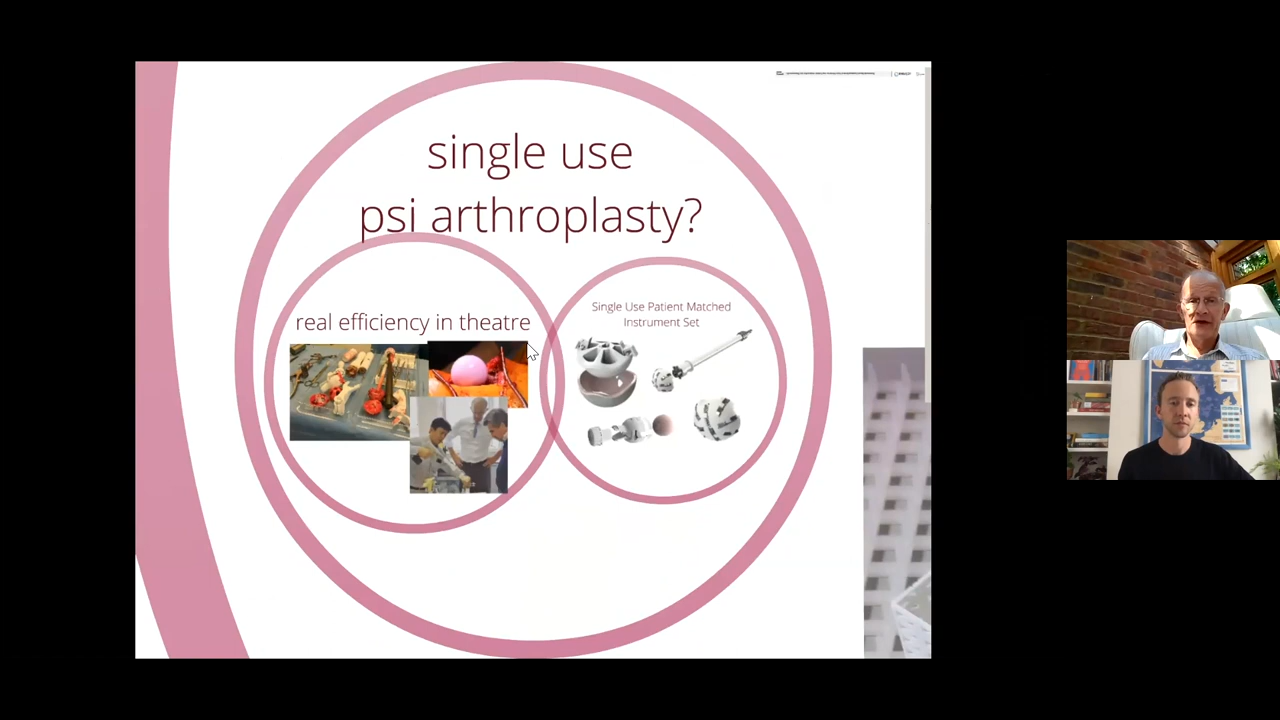 single use
psi arthroplasty?
real efficiency in theatre
Single Use Patient Matched
Instrument Set